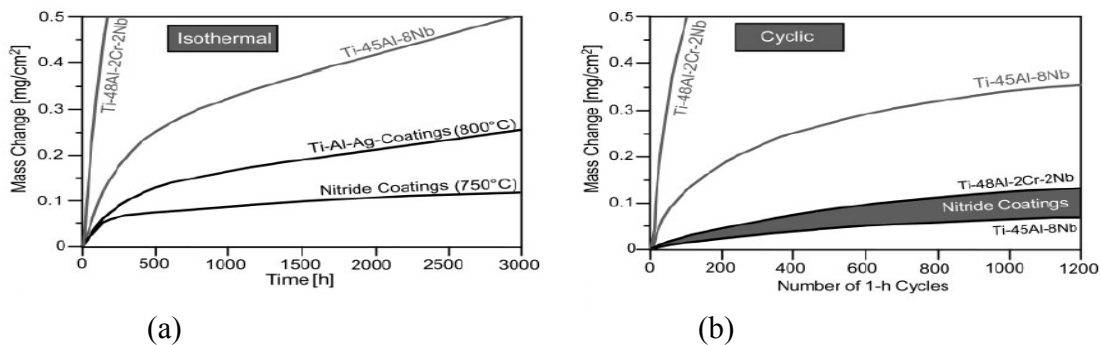 Isothermal
Mass Change [mg/cm²]
0.5
0.4
0.3
0.2
0.1
0
Ti-48Al-2Cr-2Nb
Ti-45Al-8Nb
Ti-Al-Ag-Coatings (800°C)
Nitride Coatings (750°C)
0 500 1000 1500 2000 2500 3000
Time [h]
(a)
Cyclic
Mass Change [mg/cm²]
0.5
0.4
0.3
0.2
0.1
0
Ti-48Al-2Cr-2Nb
Ti-45Al-8Nb
Ti-48Al-2Cr-2Nb
Nitride Coatings
Ti-45Al-8Nb
0 200 400 600 800 1000 1200
Number of 1-h Cycles
(b)